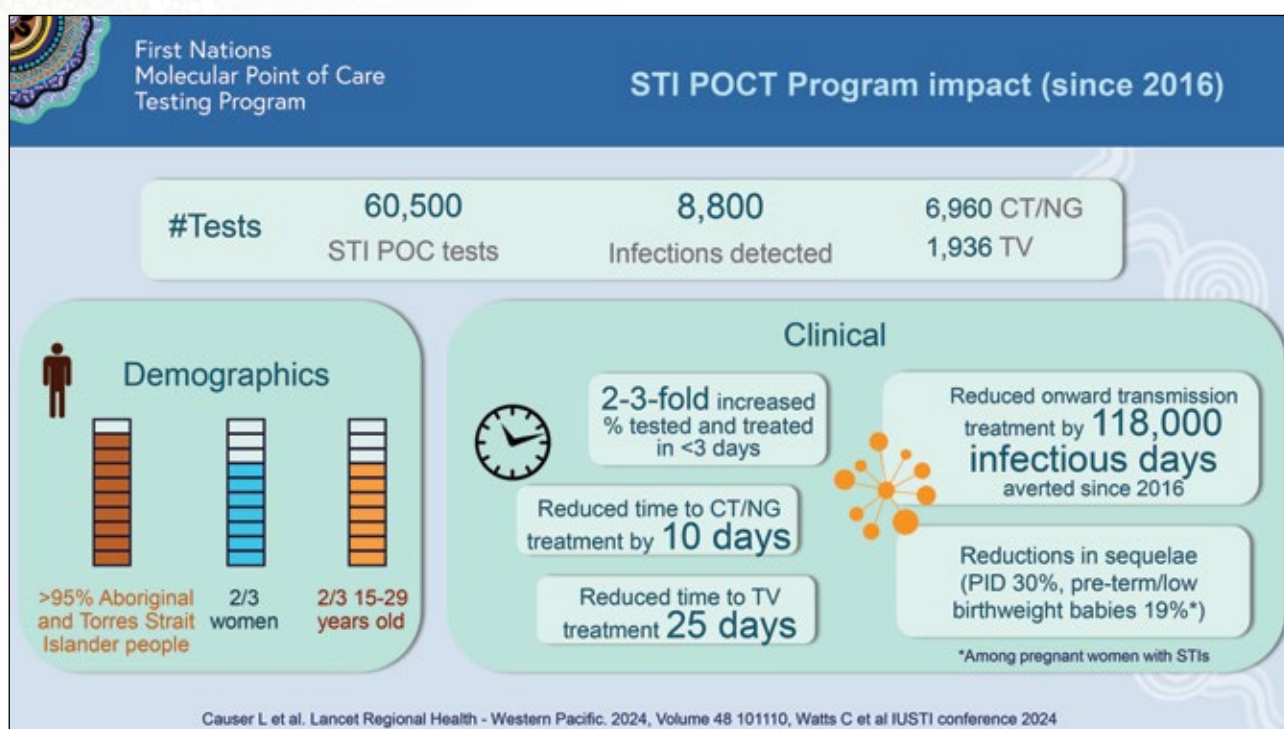 First Nations
Molecular Point of Care
Testing Program
STI POCT Program impact (since 2016)
#Tests
60,500
STI POC tests
8,800
Infections detected
6,960 CT/NG
1,936 TV
Demographics
>95% Aboriginal
and Torres Strait
Islander people
2/3
women
2/3 15-29
years old
Clinical
2-3-fold increased
% tested and treated
in <3 days
Reduced time to CT/NG
treatment by 10 days
Reduced time to TV
treatment 25 days
Reduced onward transmission
treatment by 118,000
infectious days
averted since 2016
Reductions in sequelae
(PID 30%, pre-term/low
birthweight babies 19%*)
*Among pregnant women with STIs
Causer L et al. Lancet Regional Health - Western Pacific. 2024, Volume 48 101110, Watts C et al IUSTI conference 2024